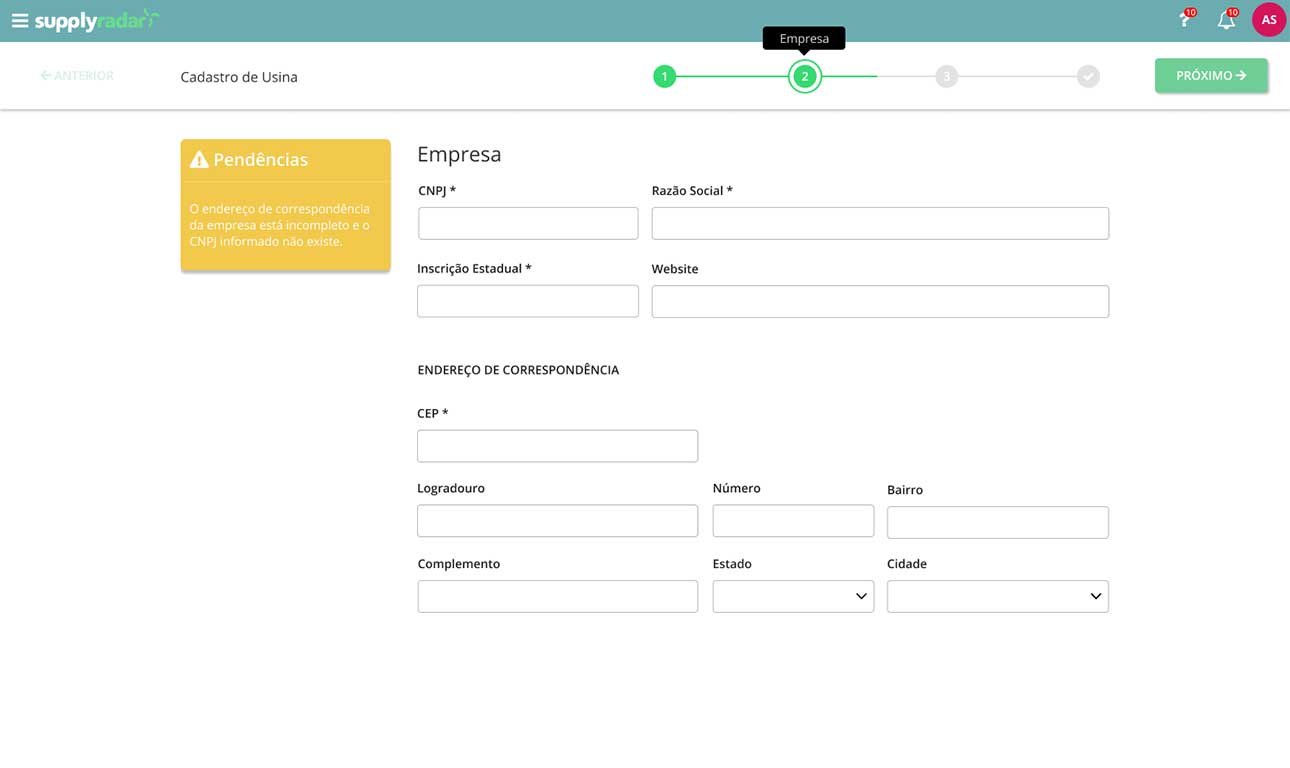 supplyradar
10
10
AS
Empresa
ANTERIOR
Cadastro de Usina
1
2
3
PRÓXIMO
Pendências
O endereço de correspondência
da empresa está incompleto e o
CNPJ informado não existe.
Empresa
CNPJ *
Razão Social *
Inscrição Estadual *
Website
ENDEREÇO DE CORRESPONDÊNCIA
CEP *
Logradouro
Número
Bairro
Complemento
Estado
Cidade